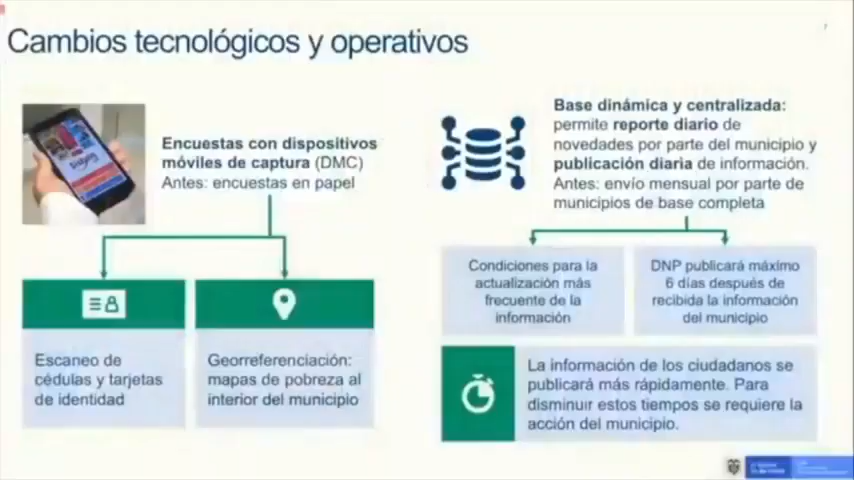 Cambios tecnológicos y operativos
7
Encuestas con dispositivos
móviles de captura (DMC)
Antes: encuestas en papel
Escaneo de
cédulas y tarjetas
de identidad
Georreferenciación:
mapas de pobreza al
interior del municipio
Base dinámica y centralizada:
permite reporte diario de
novedades por parte del municipio y
publicación diaria de información.
Antes: envío mensual por parte de
municipios de base completa
Condiciones para la
actualización más
frecuente de la
información
DNP publicará máximo
6 días después de
recibida la información
del municipio
La información de los ciudadanos se
publicará más rápidamente. Para
disminuir estos tiempos se requiere la
acción del municipio.